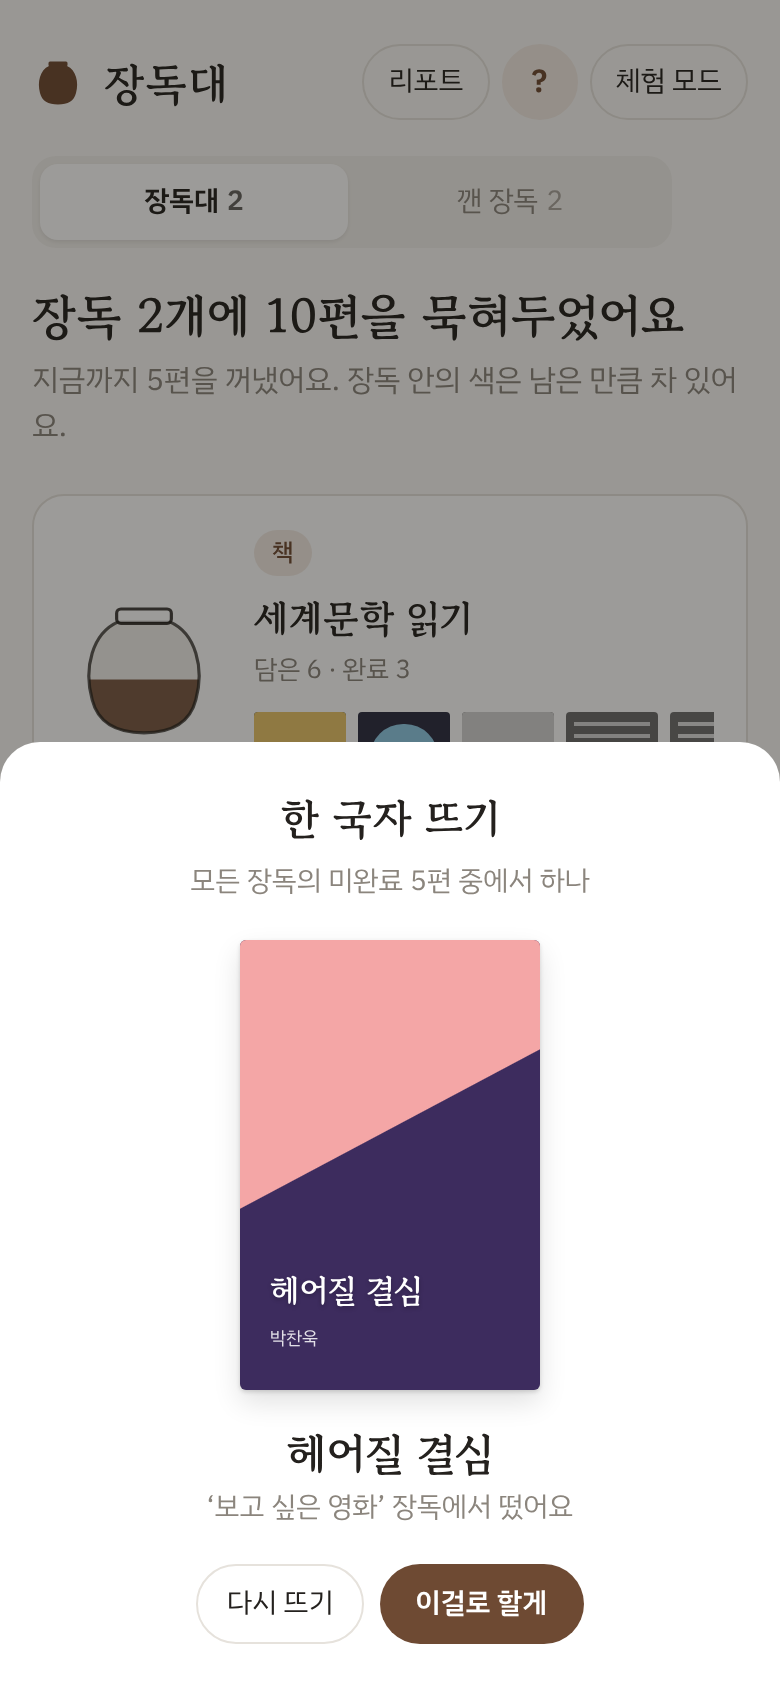 장독대
리포트
?
체험 모드
장독대 2
깬 장독 2
장독 2개에 10편을 묵혀두었어요
지금까지 5편을 꺼냈어요. 장독 안의 색은 남은 만큼 차 있어
요.
책
세계문학 읽기
담은 6 · 완료 3
한 국자 뜨기
모든 장독의 미완료 5편 중에서 하나
헤어질 결심
박찬욱
헤어질 결심
‘보고 싶은 영화’ 장독에서 떴어요
다시 뜨기
이걸로 할게